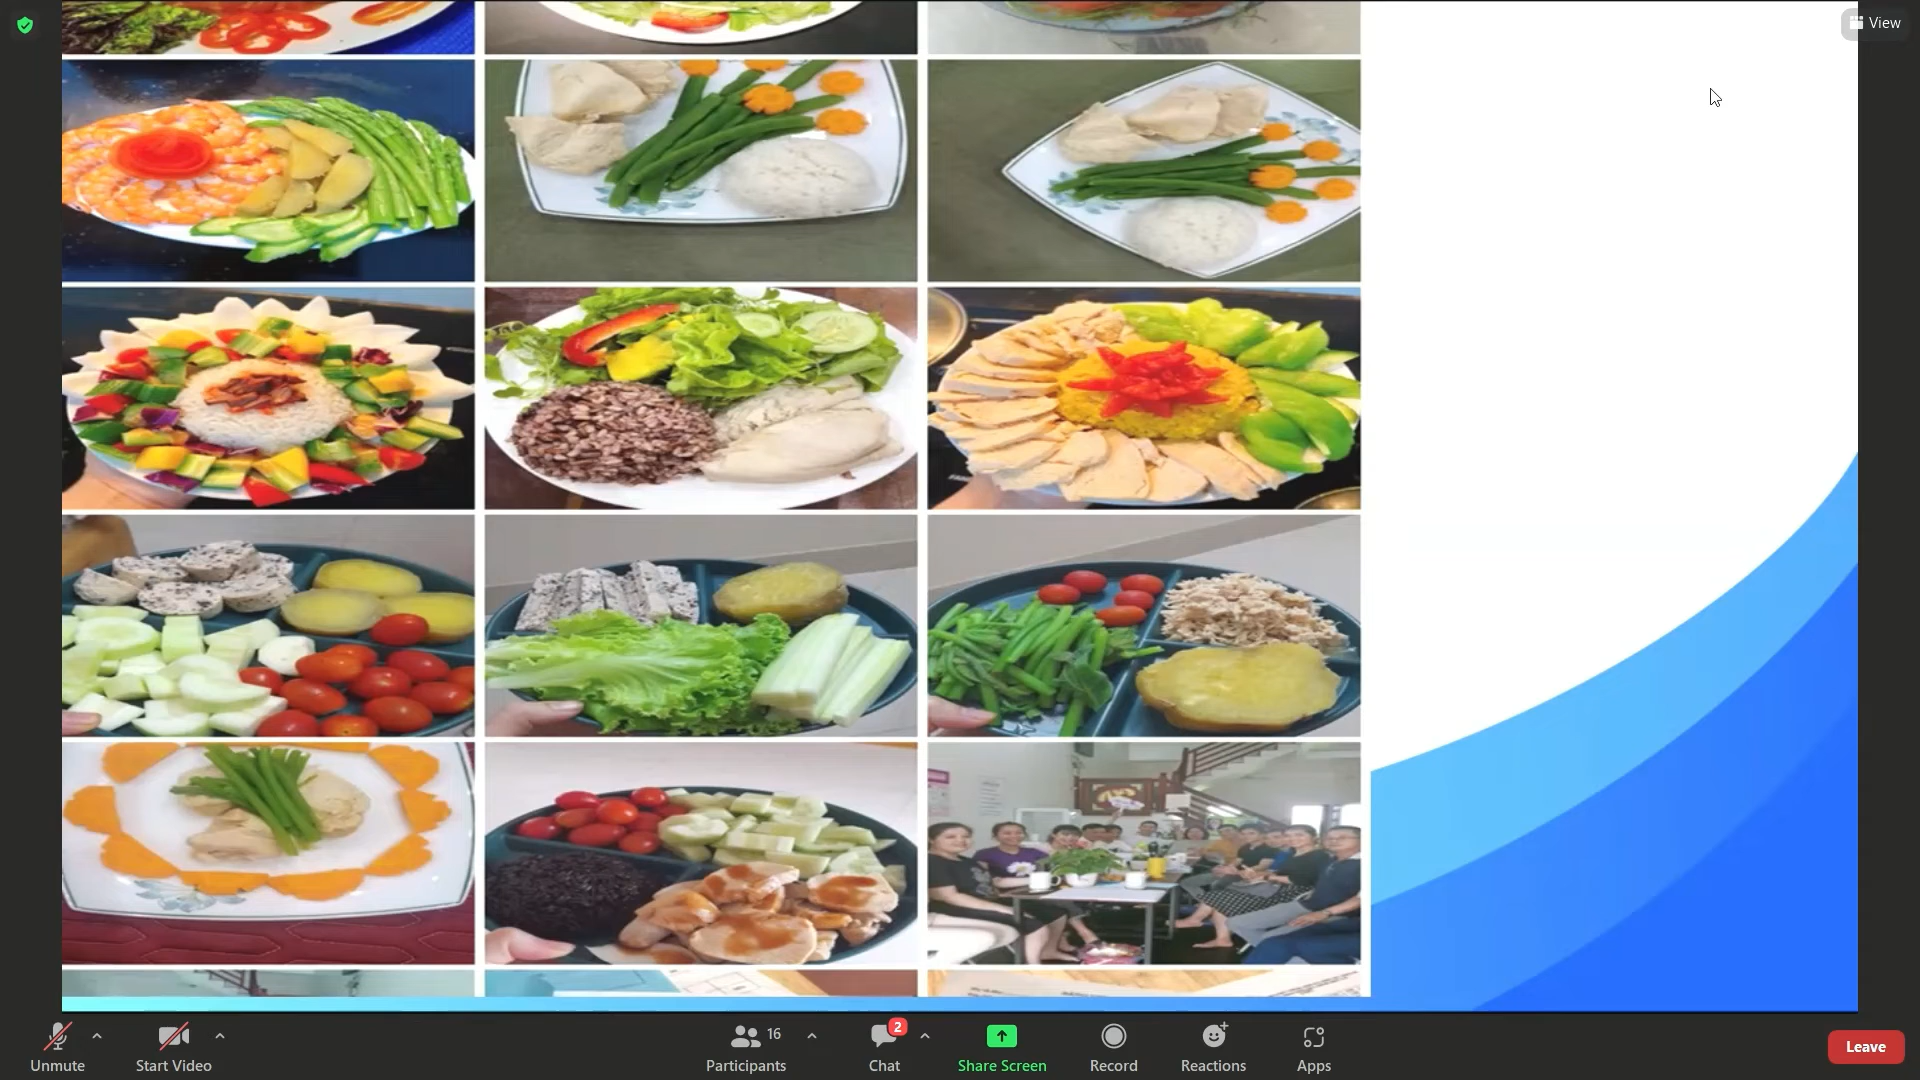 View
Unmute
Start Video
16
Participants
2
Chat
Share Screen
Record
Reactions
Apps
Leave